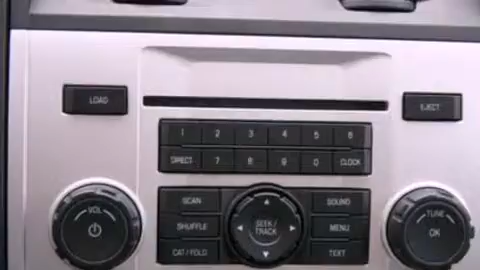 LOAD
EJECT
1 2 3 4 5 6
DIRECT 7 8 9 0 CLOCK
SCAN
SOUND
VOL
SHUFFLE
SEEK/
TRACK
MENU
TUNE
OK
CAT/FOLD
TEXT